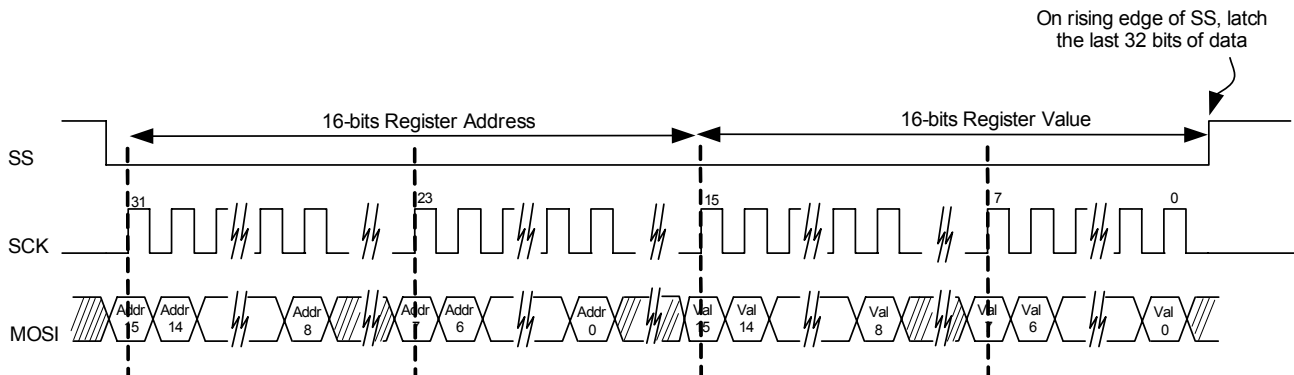 On rising edge of SS, latch
the last 32 bits of data
16-bits Register Address
16-bits Register Value
SS
31
23
15
7
0
SCK
Addr
15
Addr
14
Addr
8
Addr
7
Addr
6
Addr
0
Val
15
Val
14
Val
8
Val
7
Val
6
Val
0
MOSI